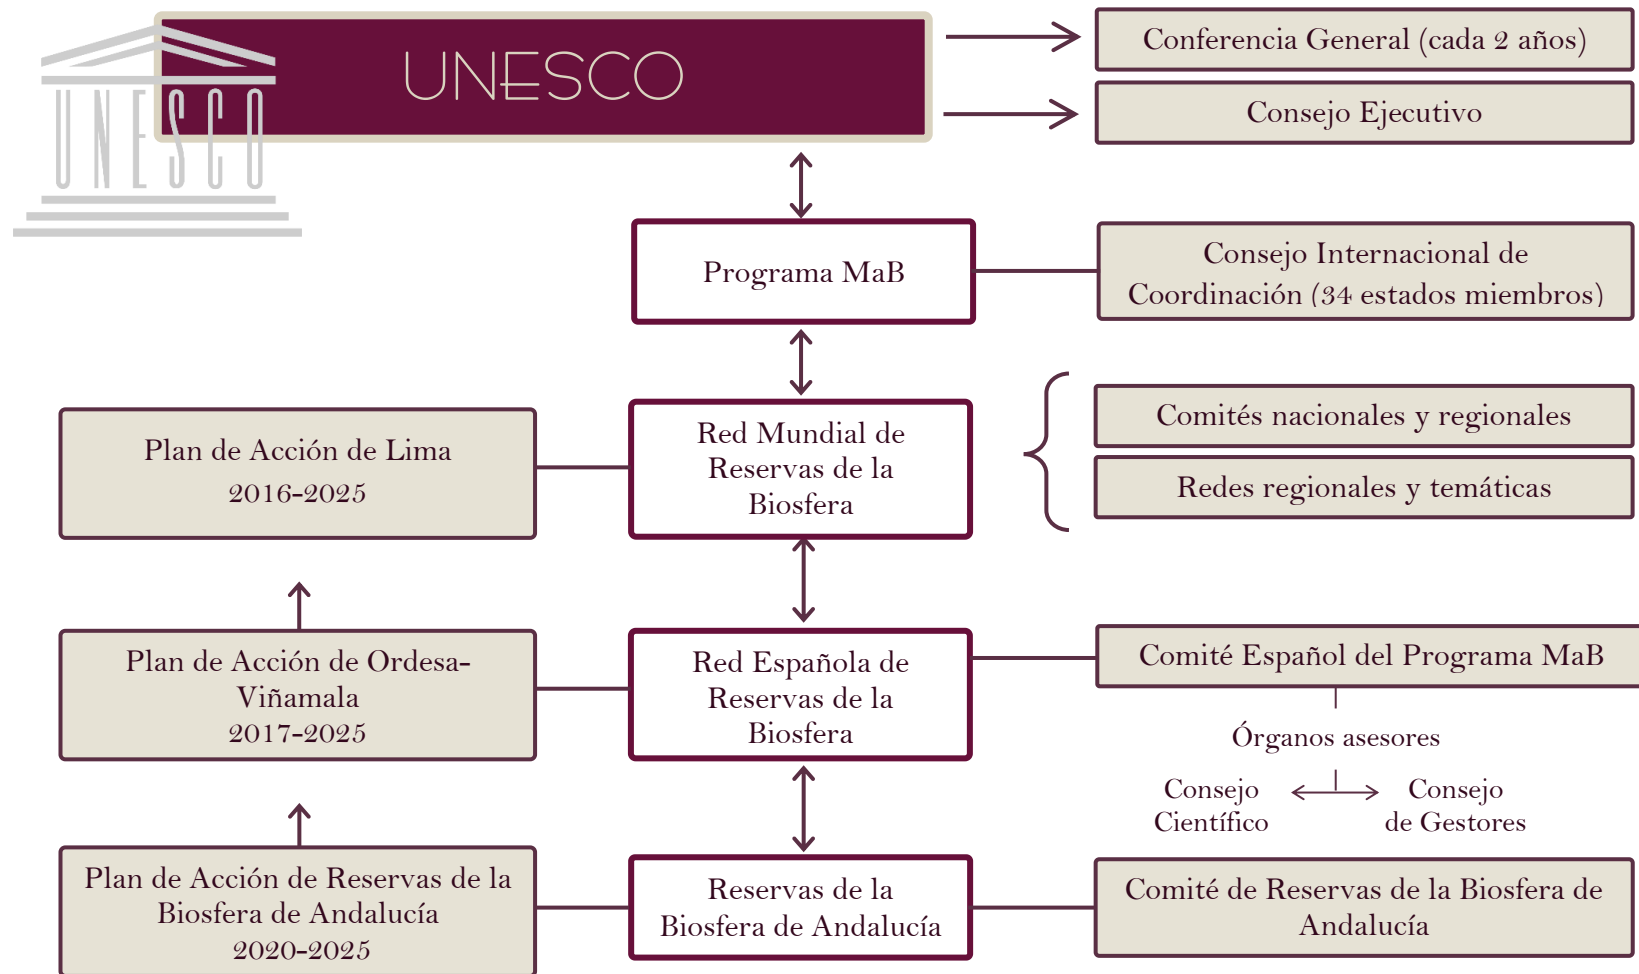 UNESCO
UNESCO
Conferencia General (cada 2 años)
Consejo Ejecutivo
Programa MaB
Consejo Internacional de
Coordinación (34 estados miembros)
Plan de Acción de Lima
2016-2025
Red Mundial de
Reservas de la
Biosfera
Comités nacionales y regionales
Redes regionales y temáticas
Plan de Acción de Ordesa-
Viñamala
2017-2025
Red Española de
Reservas de la
Biosfera
Comité Español del Programa MaB
Órganos asesores
Consejo
Científico
Consejo
de Gestores
Plan de Acción de Reservas de la
Biosfera de Andalucía
2020-2025
Reservas de la
Biosfera de Andalucía
Comité de Reservas de la Biosfera de
Andalucía